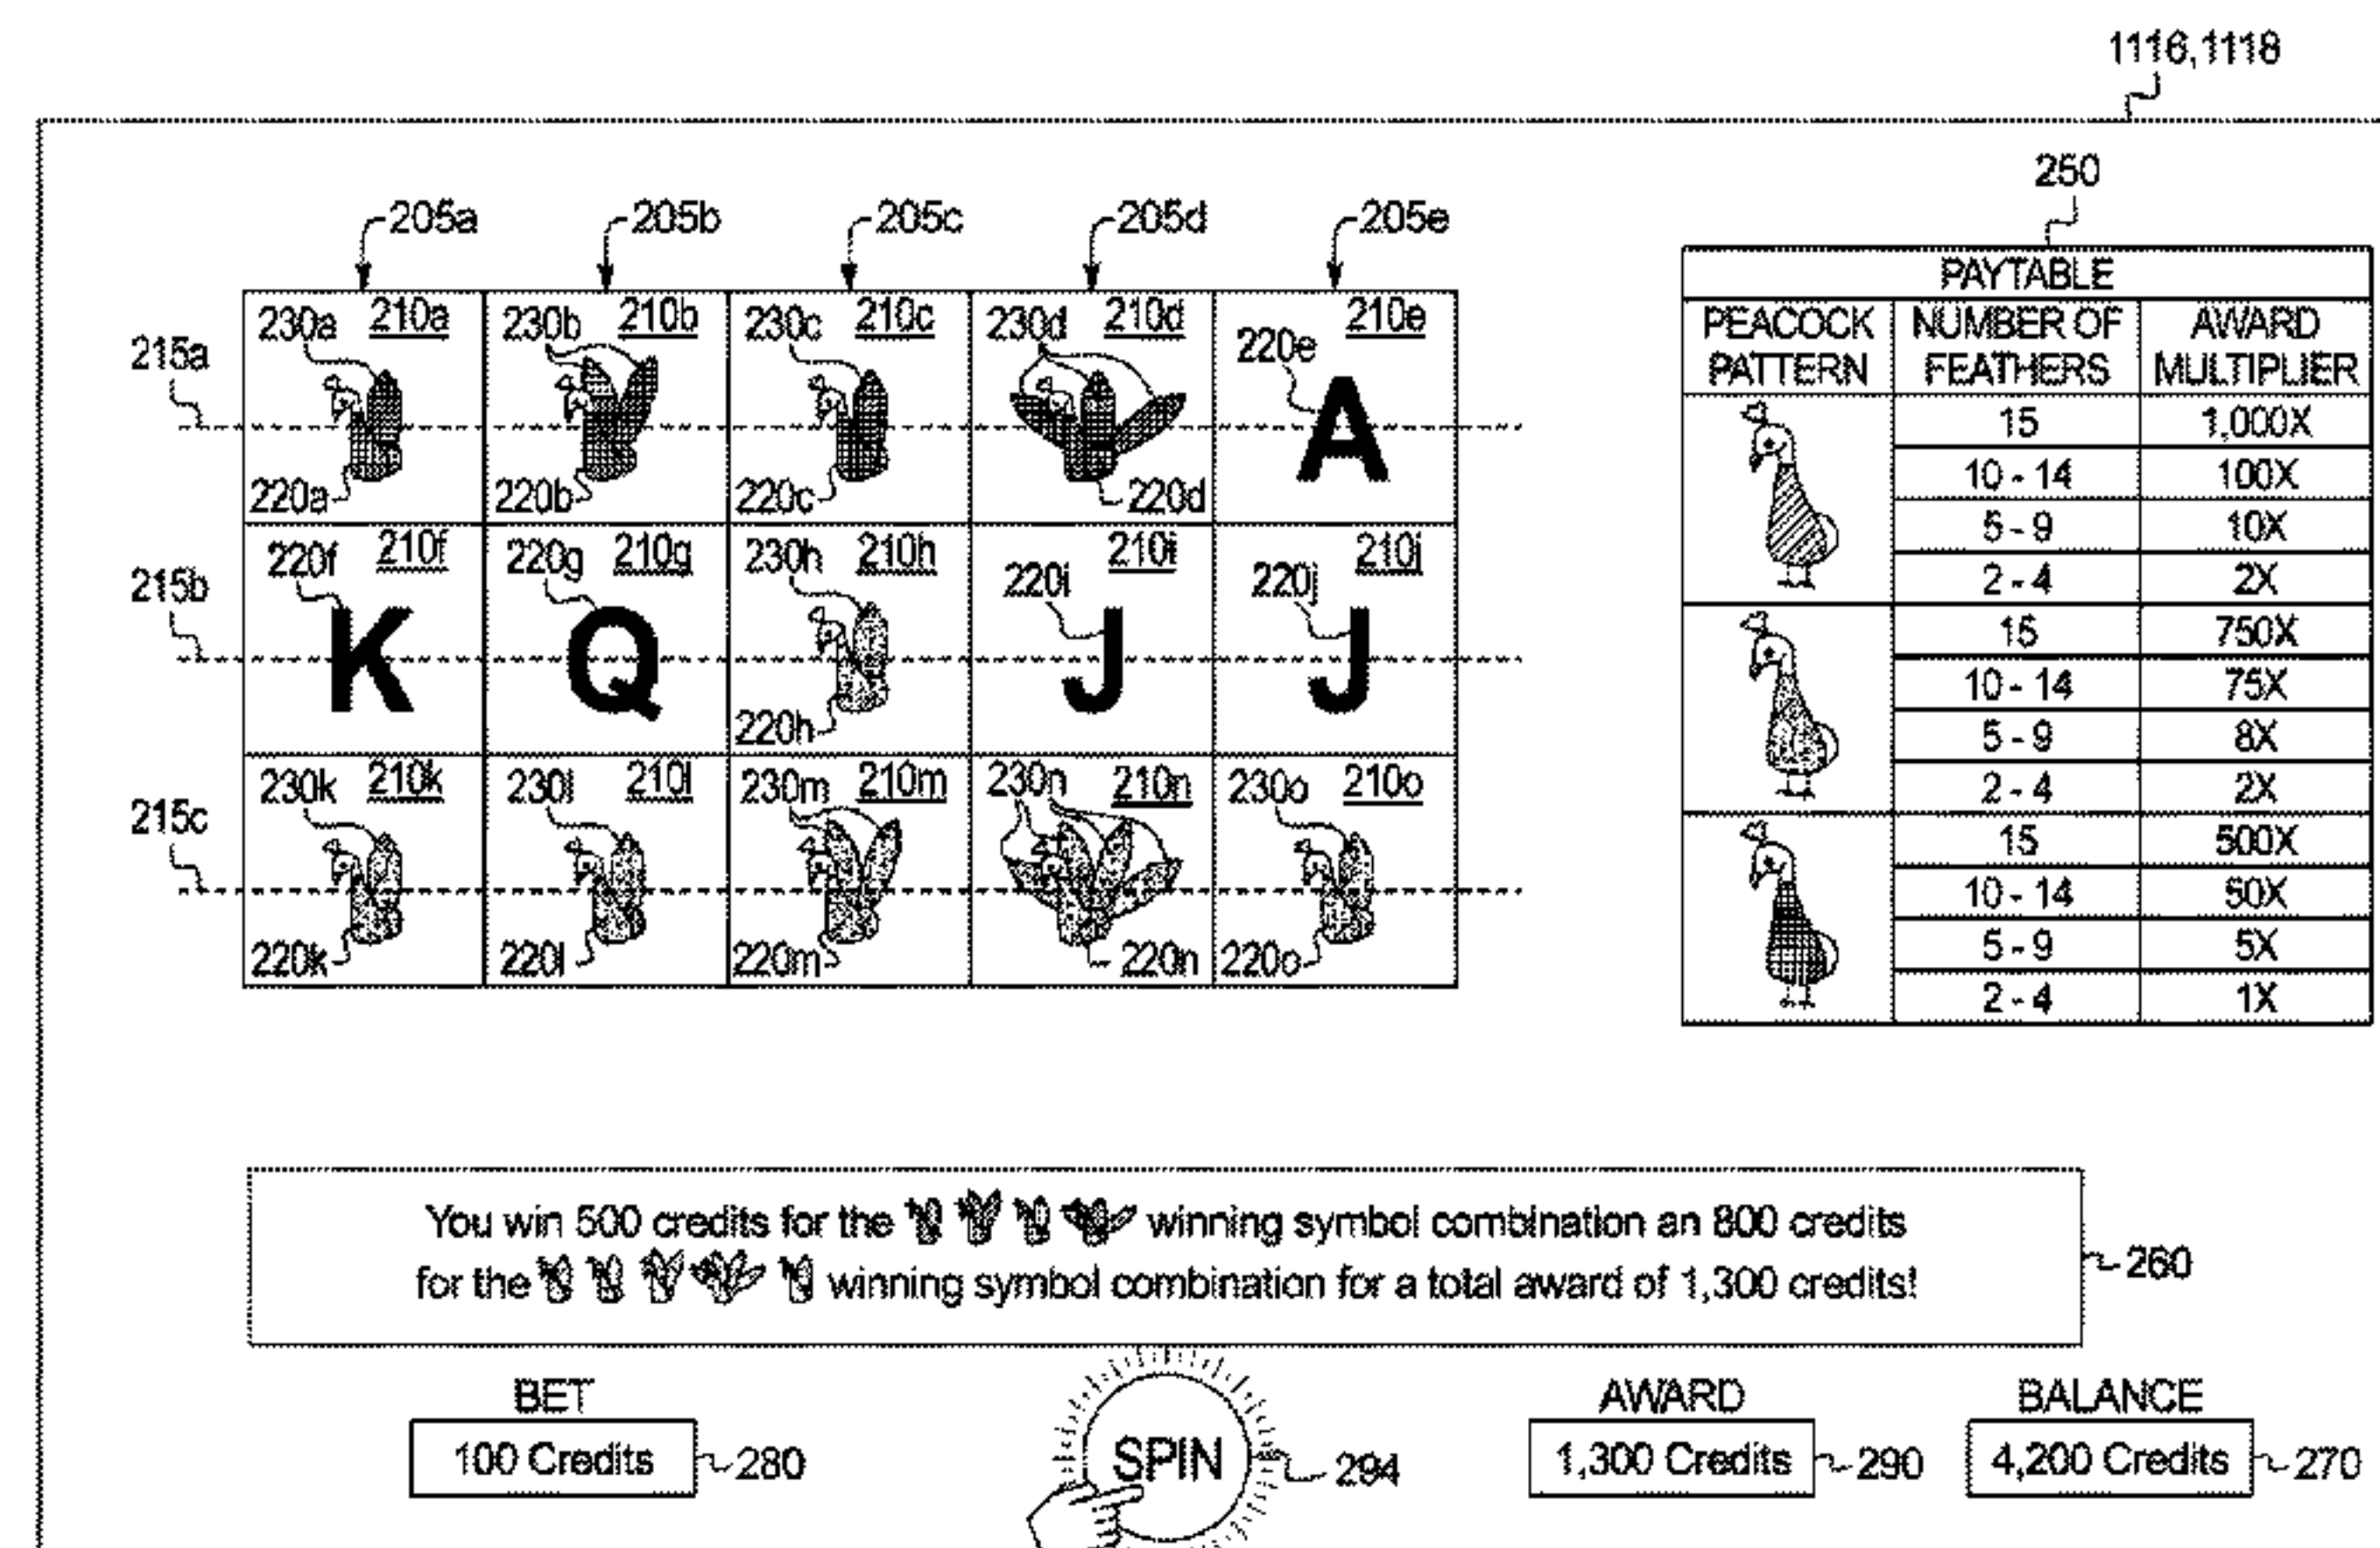 1116,1118
250
205a 205b 205c 205d 205e
PAYTABLE
PEACOCK PATTERN NUMBER OF FEATHERS AWARD MULTIPLIER
15 1,000X
10 - 14 100X
5 - 9 10X
2 - 4 2X
15 750X
10 - 14 75X
5 - 9 8X
2 - 4 2X
15 500X
10 - 14 50X
5 - 9 5X
2 - 4 1X
230a 210a 230b 210b 230c 210c 230d 210d 210e
215a
220e
A
220a 220b 220c 220d
220f 210f 220g 210g 230h 210h 210i 210j
215b
220i 220j
K Q J J
220h
230k 210k 230l 210l 230m 210m 230n 210n 230o 210o
215c
220k 220l 220m 220n 220o
You win 500 credits for the winning symbol combination an 800 credits
for the winning symbol combination for a total award of 1,300 credits!
260
BET AWARD BALANCE
100 Credits 280 SPIN 294 1,300 Credits 290 4,200 Credits 270